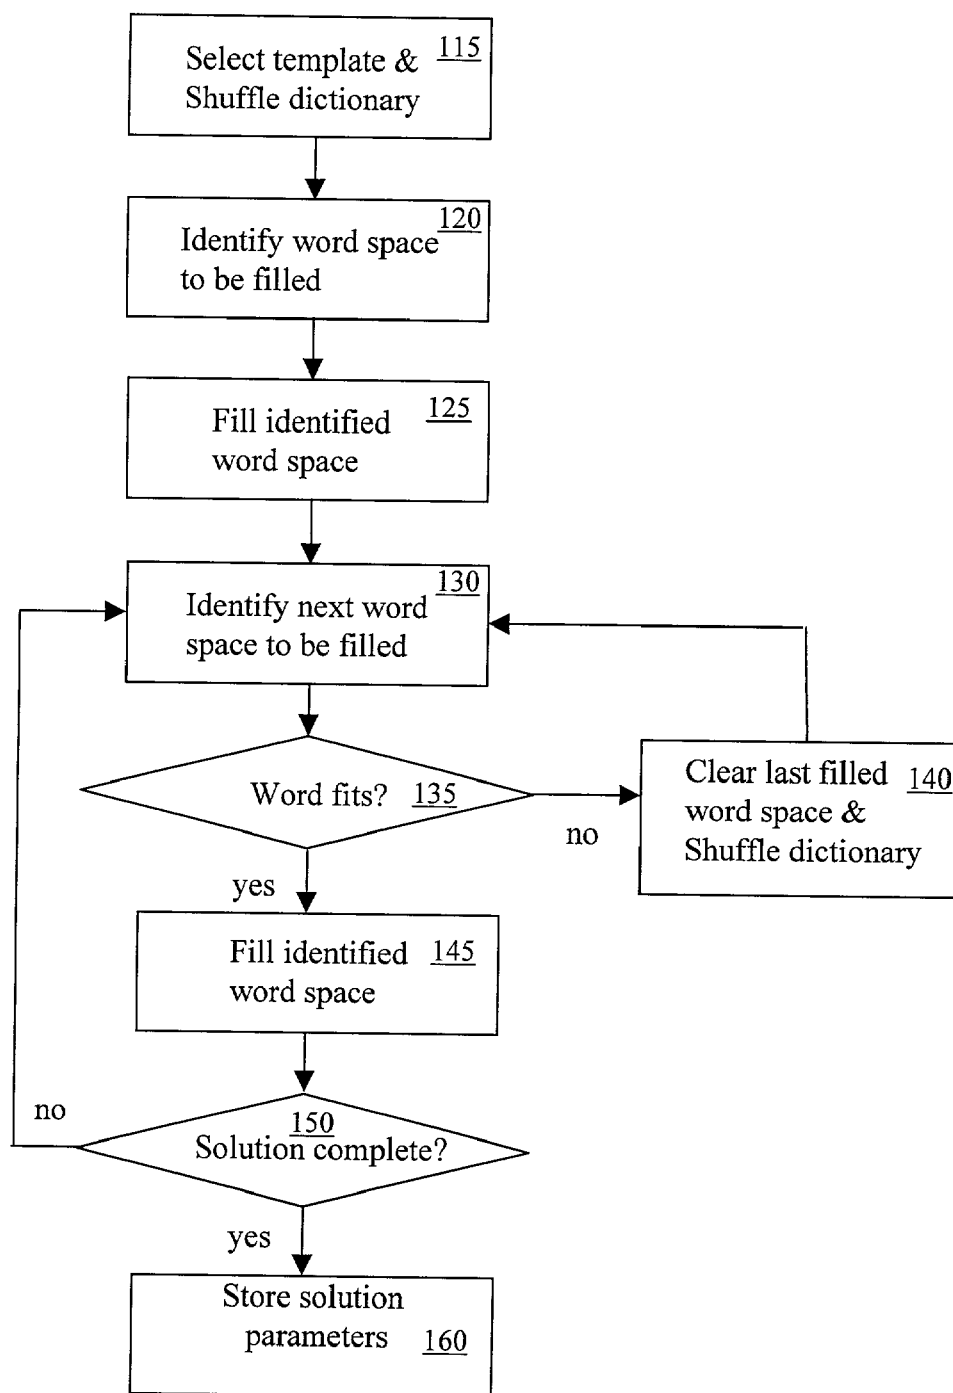 Select template & 115
Shuffle dictionary
120
Identify word space
to be filled
Fill identified 125
word space
130
Identify next word
space to be filled
Word fits? 135
no
Clear last filled 140
word space &
Shuffle dictionary
yes
Fill identified 145
word space
no
150
Solution complete?
yes
Store solution
parameters 160